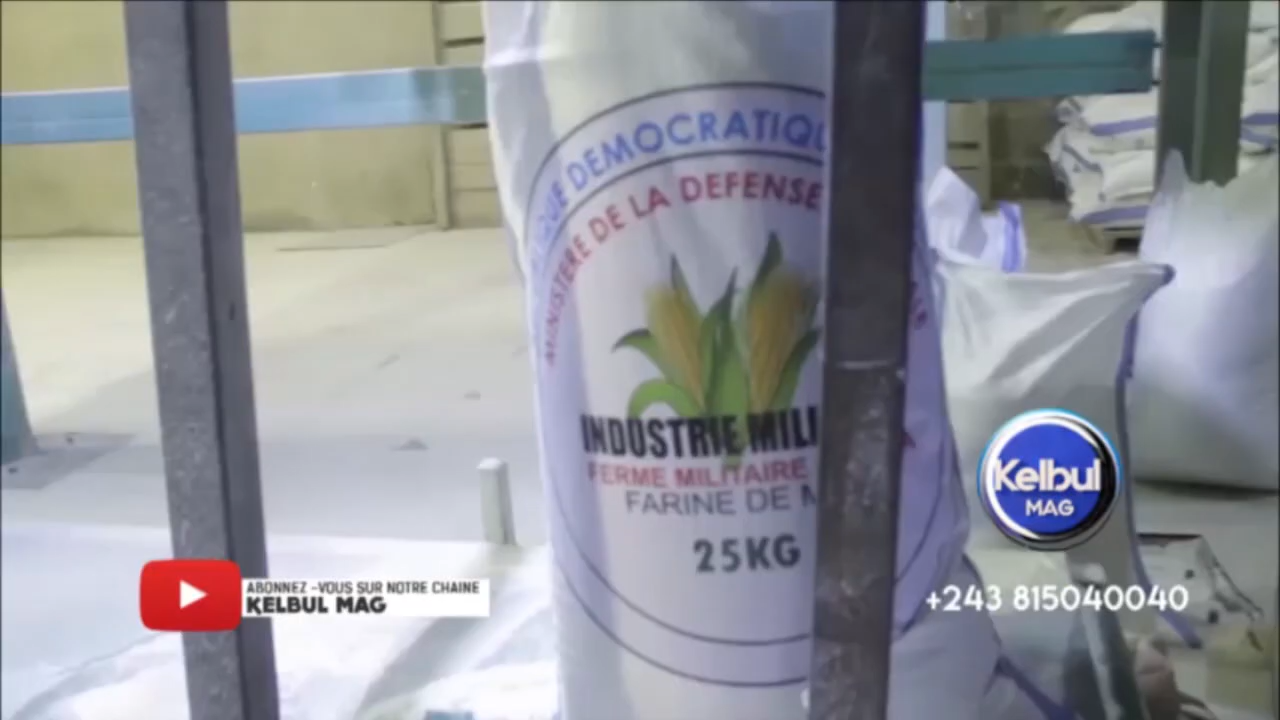 DEMOCRATIQU
MINISTERE DE LA DEFENSE
INDUSTRIE MILI
FERME MILITAIRE
FARINE DE
25KG
Kelbul
MAG
ABONNEZ -VOUS SUR NOTRE CHAINE
KELBUL MAG
+243 815040040